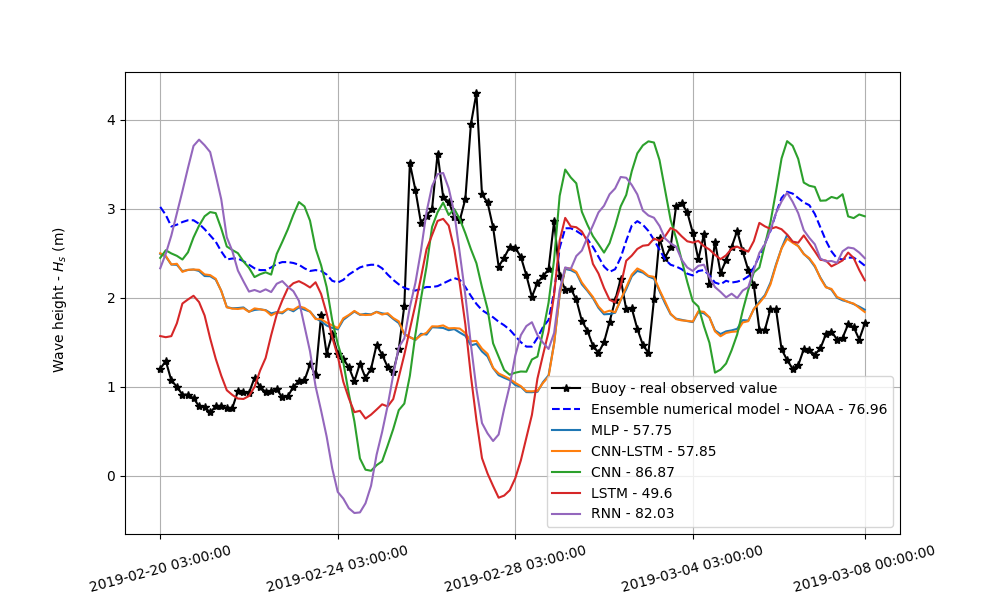 Wave height - Hs (m)
4
3
2
1
0
Buoy - real observed value
Ensemble numerical model - NOAA - 76.96
MLP - 57.75
CNN-LSTM - 57.85
CNN - 86.87
LSTM - 49.6
RNN - 82.03
2019-02-20 03:00:00
2019-02-24 03:00:00
2019-02-28 03:00:00
2019-03-04 03:00:00
2019-03-08 00:00:00